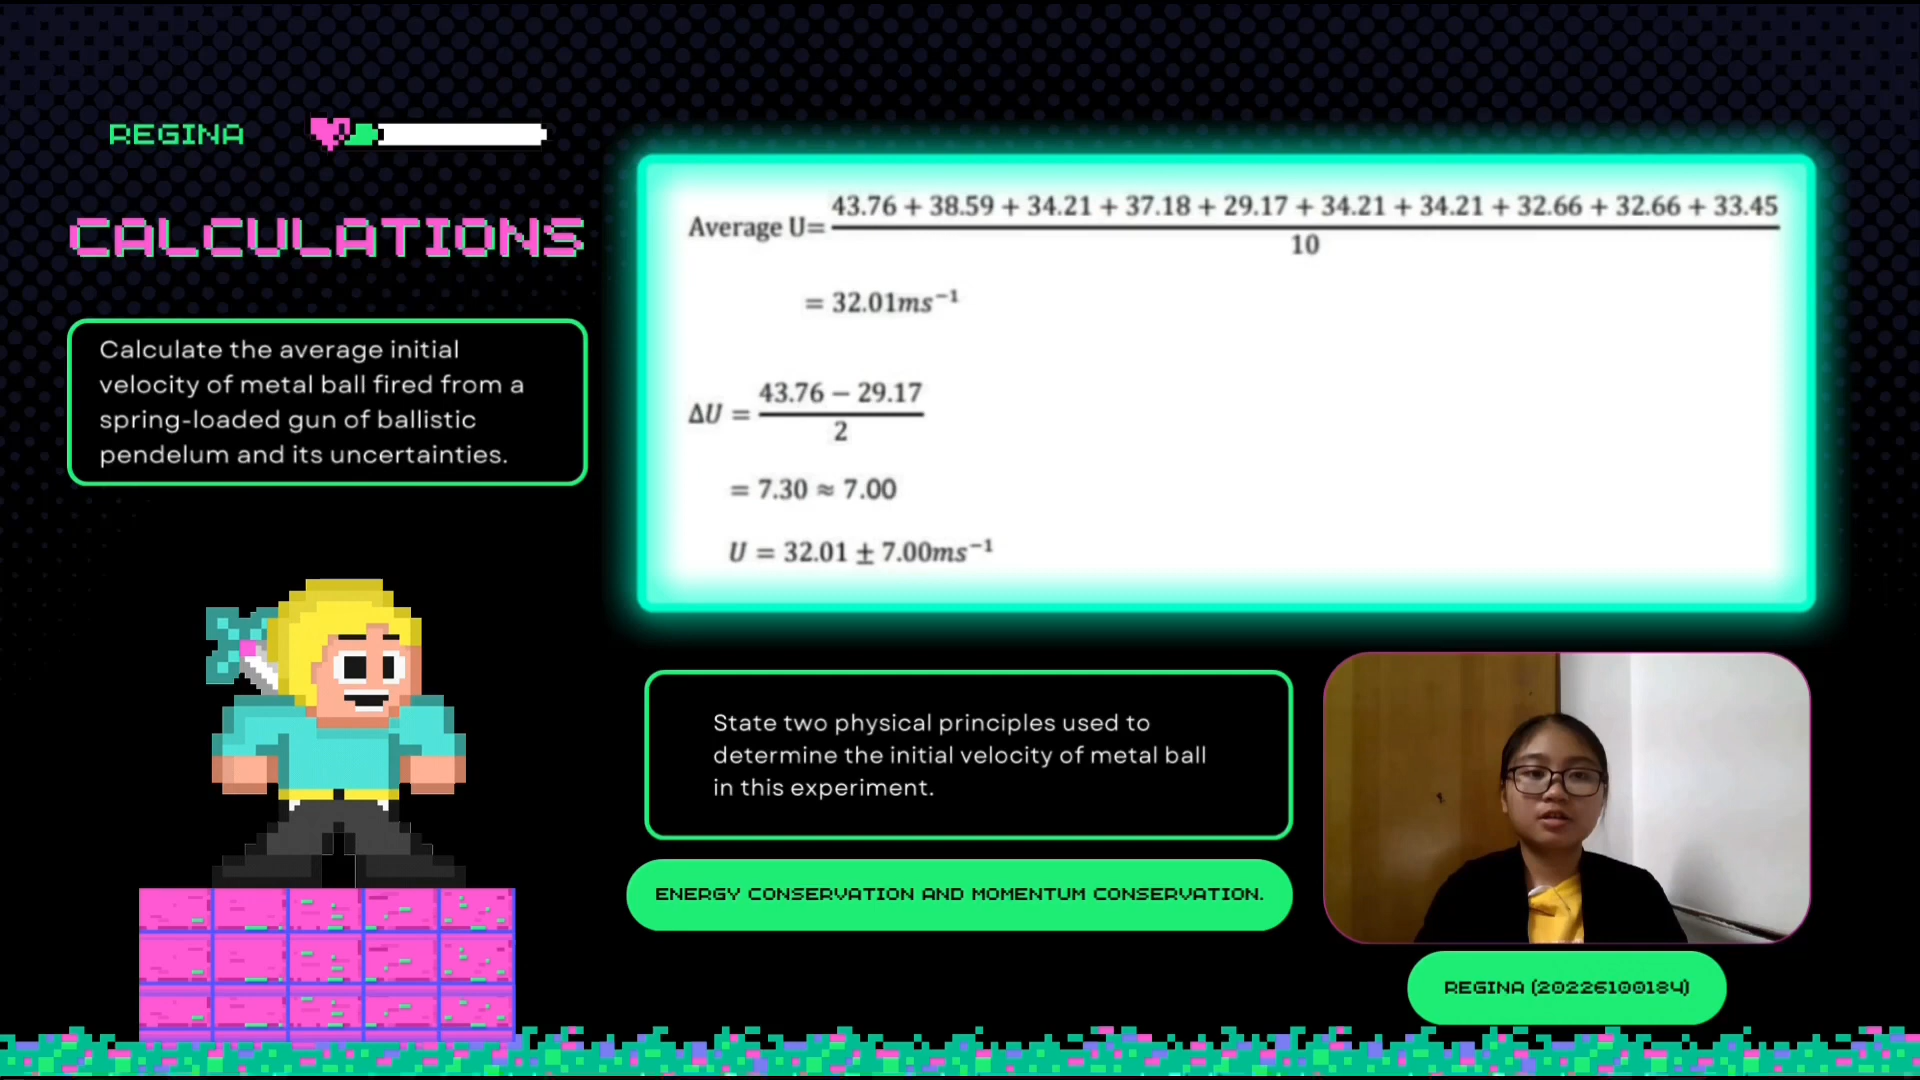 REGINA
CALCULATIONS
Calculate the average initial
velocity of metal ball fired from a
spring-loaded gun of ballistic
pendelum and its uncertainties.
Average U= (43.76 + 38.59 + 34.21 + 37.18 + 29.17 + 34.21 + 34.21 + 32.66 + 32.66 + 33.45) / 10
= 32.01ms⁻¹
ΔU = (43.76 − 29.17) / 2
= 7.30 ≈ 7.00
U = 32.01 ± 7.00ms⁻¹
State two physical principles used to
determine the initial velocity of metal ball
in this experiment.
ENERGY CONSERVATION AND MOMENTUM CONSERVATION.
REGINA (20226100184)